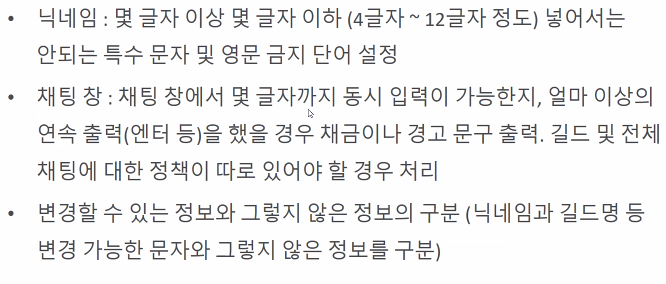 • 닉네임 : 몇 글자 이상 몇 글자 이하 (4글자 ~ 12글자 정도) 넣어서는
안되는 특수 문자 및 영문 금지 단어 설정
• 채팅 창 : 채팅 창에서 몇 글자까지 동시 입력이 가능한지, 얼마 이상의
연속 출력(엔터 등)을 했을 경우 채금이나 경고 문구 출력. 길드 및 전체
채팅에 대한 정책이 따로 있어야 할 경우 처리
• 변경할 수 있는 정보와 그렇지 않은 정보의 구분 (닉네임과 길드명 등
변경 가능한 문자와 그렇지 않은 정보를 구분)